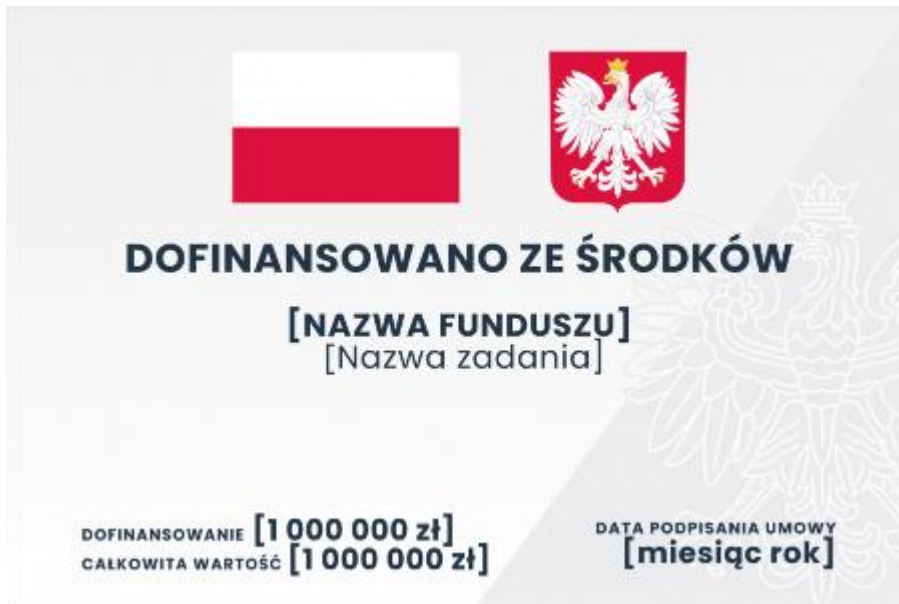 DOFINANSOWANO ZE ŚRODKÓW
[NAZWA FUNDUSZU]
[Nazwa zadania]
DOFINANSOWANIE [1 000 000 zł]
CAŁKOWITA WARTOŚĆ [1 000 000 zł]
DATA PODPISANIA UMOWY
[miesiąc rok]